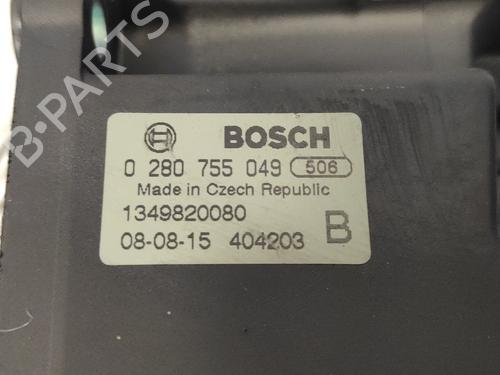 BOSCH
0 280 755 049 506
Made in Czech Republic
1349820080
08-08-15 404203 B
B-Parts